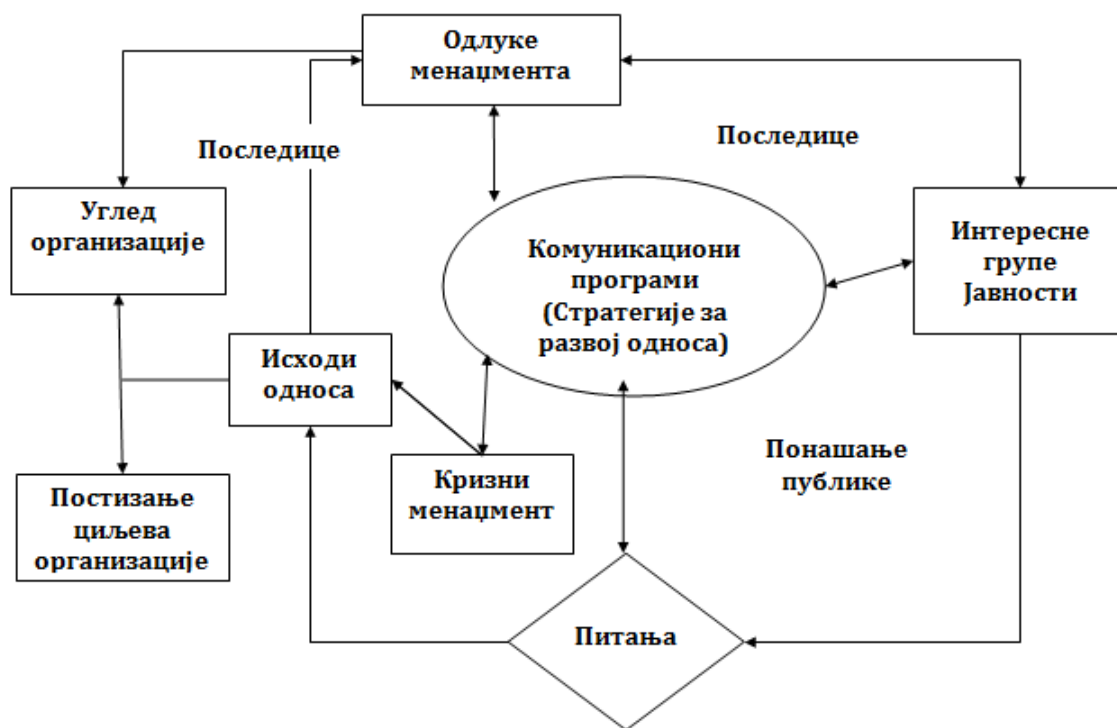 Одлуке
менаџмента
Последице
Последице
Углед
организације
Комуникациони
програми
(Стратегије за
развој односа)
Интересне
групе
Јавности
Исходи
односа
Понашање
публике
Кризни
менаџмент
Постизање
циљева
организације
Питања